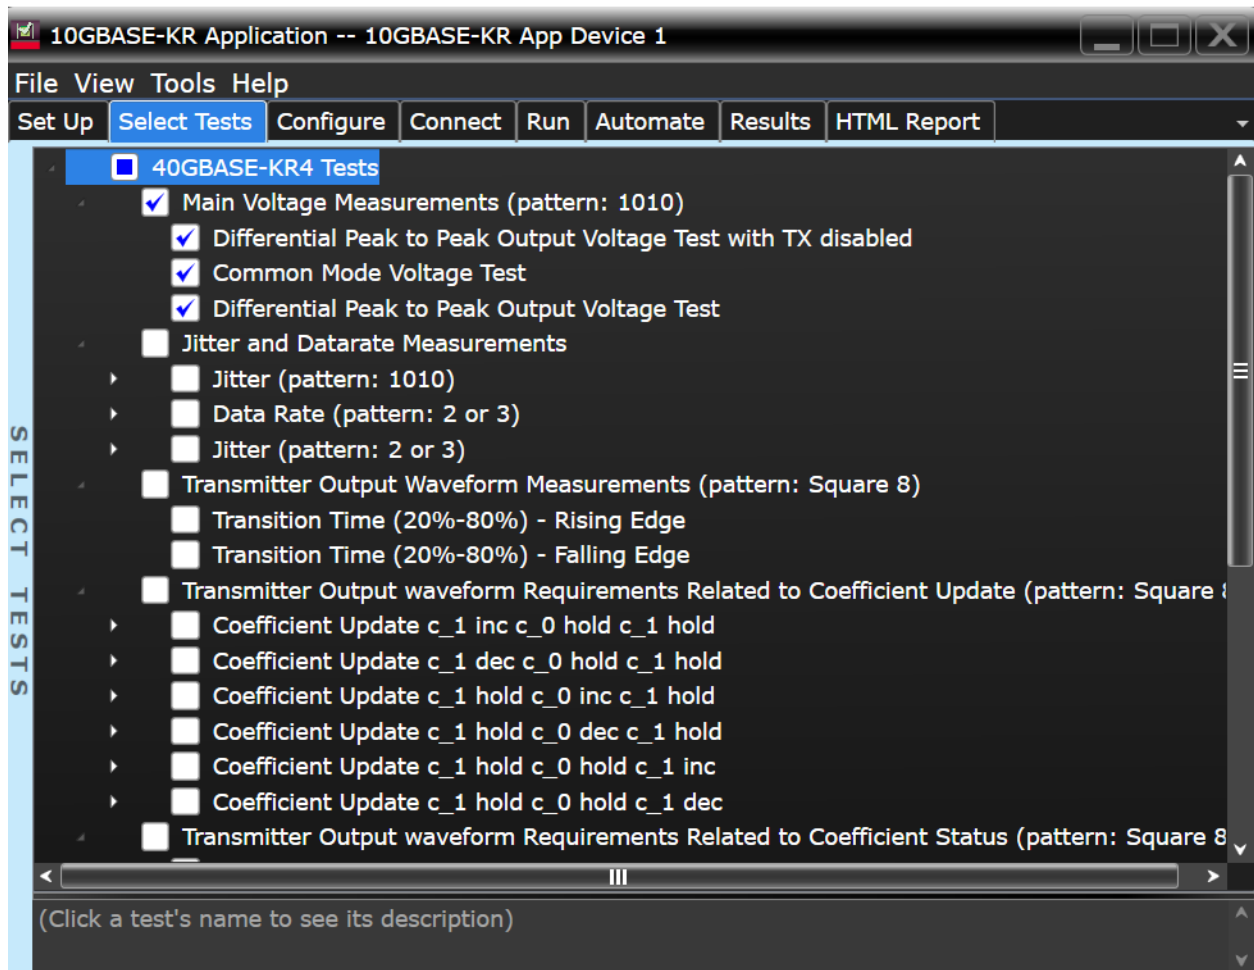 10GBASE-KR Application -- 10GBASE-KR App Device 1
File View Tools Help
Set Up Select Tests Configure Connect Run Automate Results HTML Report
SELECT TESTS
40GBASE-KR4 Tests
Main Voltage Measurements (pattern: 1010)
Differential Peak to Peak Output Voltage Test with TX disabled
Common Mode Voltage Test
Differential Peak to Peak Output Voltage Test
Jitter and Datarate Measurements
Jitter (pattern: 1010)
Data Rate (pattern: 2 or 3)
Jitter (pattern: 2 or 3)
Transmitter Output Waveform Measurements (pattern: Square 8)
Transition Time (20%-80%) - Rising Edge
Transition Time (20%-80%) - Falling Edge
Transmitter Output waveform Requirements Related to Coefficient Update (pattern: Square 8
Coefficient Update c_1 inc c_0 hold c_1 hold
Coefficient Update c_1 dec c_0 hold c_1 hold
Coefficient Update c_1 hold c_0 inc c_1 hold
Coefficient Update c_1 hold c_0 dec c_1 hold
Coefficient Update c_1 hold c_0 hold c_1 inc
Coefficient Update c_1 hold c_0 hold c_1 dec
Transmitter Output waveform Requirements Related to Coefficient Status (pattern: Square 8
(Click a test's name to see its description)